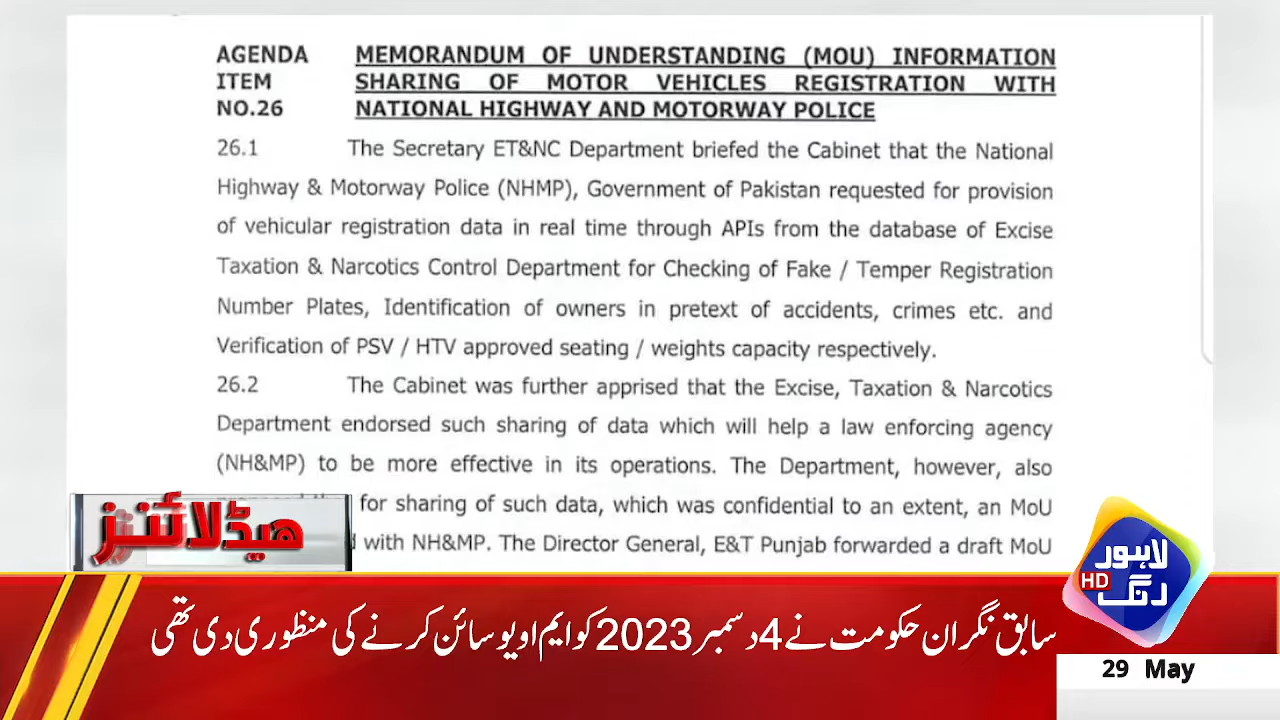 AGENDA MEMORANDUM OF UNDERSTANDING (MOU) INFORMATION
ITEM SHARING OF MOTOR VEHICLES REGISTRATION WITH
NO.26 NATIONAL HIGHWAY AND MOTORWAY POLICE
26.1 The Secretary ET&NC Department briefed the Cabinet that the National
Highway & Motorway Police (NHMP), Government of Pakistan requested for provision
of vehicular registration data in real time through APIs from the database of Excise
Taxation & Narcotics Control Department for Checking of Fake / Temper Registration
Number Plates, Identification of owners in pretext of accidents, crimes etc. and
Verification of PSV / HTV approved seating / weights capacity respectively.
26.2 The Cabinet was further apprised that the Excise, Taxation & Narcotics
Department endorsed such sharing of data which will help a law enforcing agency
(NH&MP) to be more effective in its operations. The Department, however, also
for sharing of such data, which was confidential to an extent, an MoU
with NH&MP. The Director General, E&T Punjab forwarded a draft MoU
ہیڈلائنز
لاہور
HD رنگ
سابق نگران حکومت نے 4 دسمبر 2023 کو ایم او یو سائن کرنے کی منظوری دی تھی
29 May